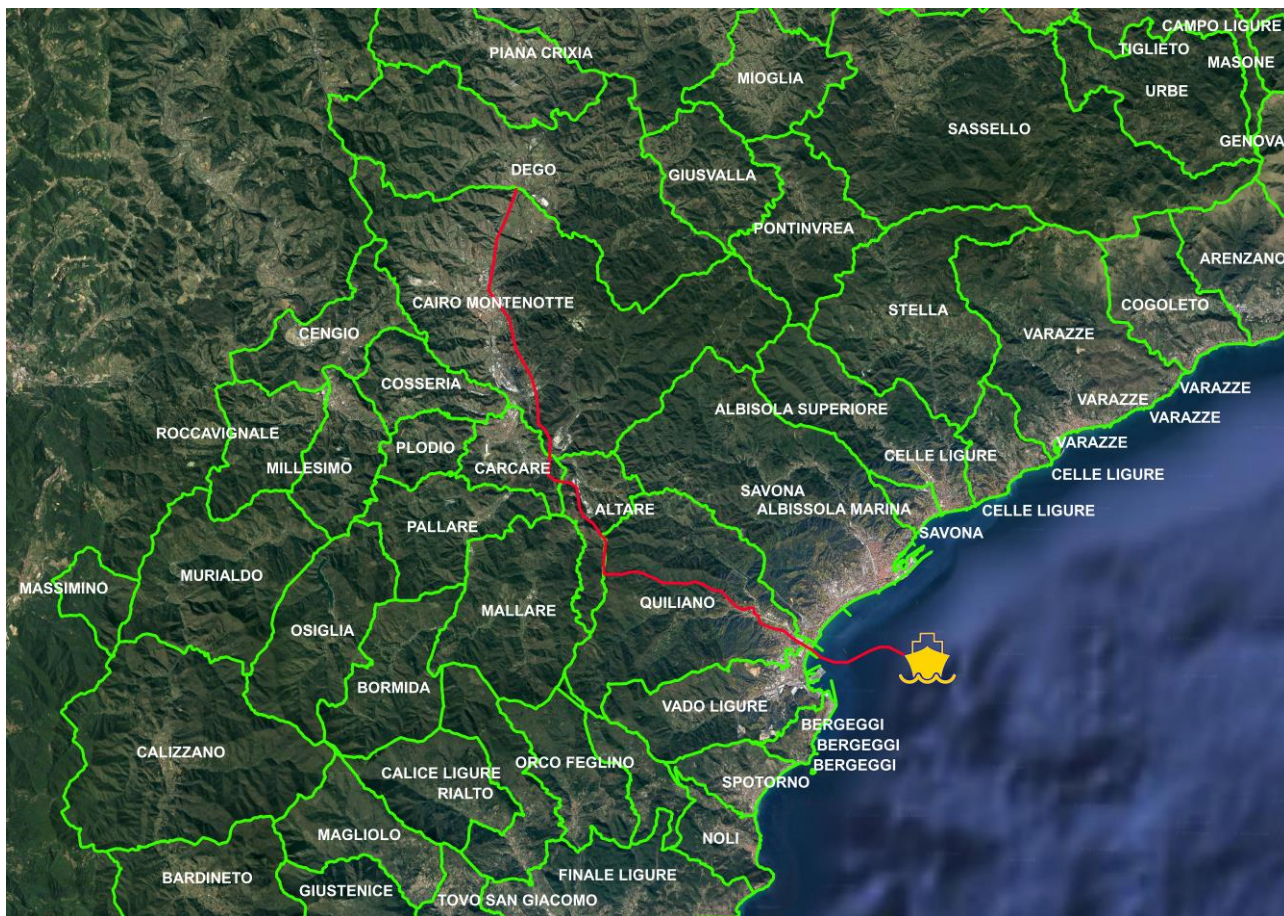 CAMPO LIGURE
TIGLIETO
PIANA CRIXIA
MASONE
MIOGLIA
URBE
SASSELLO
GENOVA
DEGO
GIUSVALLA
PONTINVREA
ARENZANO
CAIRO MONTENOTTE
COGOLETO
STELLA
CENGIO
VARAZZE
COSSERIA
VARAZZE
VARAZZE
ALBISOLA SUPERIORE
VARAZZE
ROCCAVIGNALE
VARAZZE
PLODIO
CELLE LIGURE
MILLESIMO
CARCARE
CELLE LIGURE
SAVONA
ALTARE
ALBISSOLA MARINA
CELLE LIGURE
PALLARE
SAVONA
MURIALDO
MASSIMINO
QUILIANO
MALLARE
OSIGLIA
BORMIDA
VADO LIGURE
BERGEGGI
BERGEGGI
CALIZZANO
ORCO FEGLINO
BERGEGGI
CALICE LIGURE
SPOTORNO
RIALTO
MAGLIOLO
NOLI
BARDINETO
FINALE LIGURE
GIUSTENICE
TOVO SAN GIACOMO